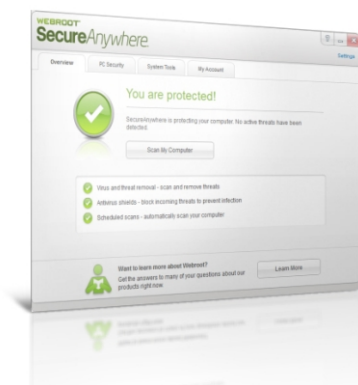 WEBROOT
SecureAnywhere.
Settings
Overview
PC Security
System Tools
My Account
You are protected!
SecureAnywhere is protecting your computer. No active threats have been
detected.
Scan My Computer
Virus and threat removal - scan and remove threats
Antivirus shields - block incoming threats to prevent infection
Scheduled scans - automatically scan your computer
Want to learn more about Webroot?
Get the answers to many of your questions about our
products right now.
Learn More